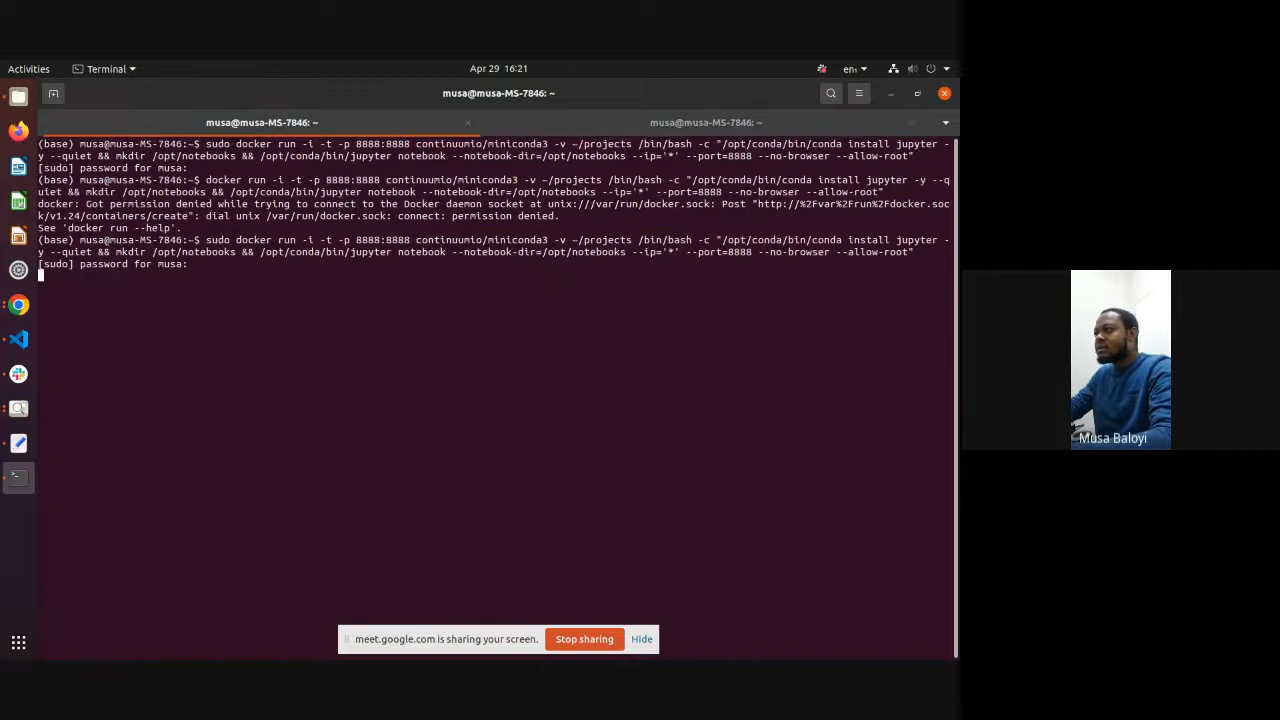 Activities
Terminal
Apr 29 16:21
en₁
musa@musa-MS-7846: ~
musa@musa-MS-7846: ~
musa@musa-MS-7846: ~
(base) musa@musa-MS-7846:~$ sudo docker run -i -t -p 8888:8888 continuumio/miniconda3 -v ~/projects /bin/bash -c "/opt/conda/bin/conda install jupyter -
y --quiet && mkdir /opt/notebooks && /opt/conda/bin/jupyter notebook --notebook-dir=/opt/notebooks --ip='*' --port=8888 --no-browser --allow-root"
[sudo] password for musa:
(base) musa@musa-MS-7846:~$ docker run -i -t -p 8888:8888 continuumio/miniconda3 -v ~/projects /bin/bash -c "/opt/conda/bin/conda install jupyter -y --q
uiet && mkdir /opt/notebooks && /opt/conda/bin/jupyter notebook --notebook-dir=/opt/notebooks --ip='*' --port=8888 --no-browser --allow-root"
docker: Got permission denied while trying to connect to the Docker daemon socket at unix:///var/run/docker.sock: Post "http://%2Fvar%2Frun%2Fdocker.soc
k/v1.24/containers/create": dial unix /var/run/docker.sock: connect: permission denied.
See 'docker run --help'.
(base) musa@musa-MS-7846:~$ sudo docker run -i -t -p 8888:8888 continuumio/miniconda3 -v ~/projects /bin/bash -c "/opt/conda/bin/conda install jupyter -
y --quiet && mkdir /opt/notebooks && /opt/conda/bin/jupyter notebook --notebook-dir=/opt/notebooks --ip='*' --port=8888 --no-browser --allow-root"
[sudo] password for musa:
Musa Baloyi
meet.google.com is sharing your screen.
Stop sharing
Hide